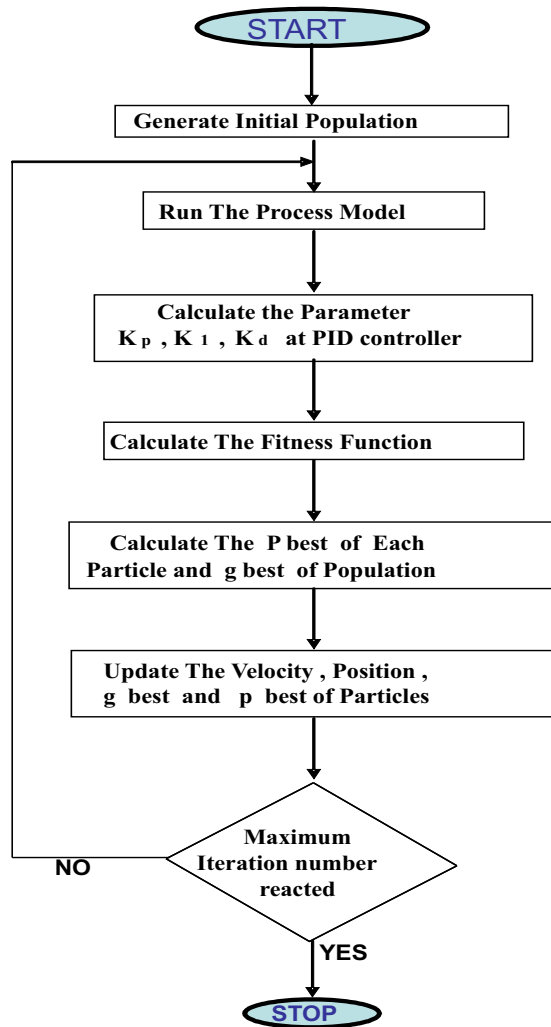 START
Generate Initial Population
Run The Process Model
Calculate the Parameter
K p , K 1 , K d at PID controller
Calculate The Fitness Function
Calculate The P best of Each
Particle and g best of Population
Update The Velocity , Position ,
g best and p best of Particles
Maximum
Iteration number
reacted
NO
YES
STOP